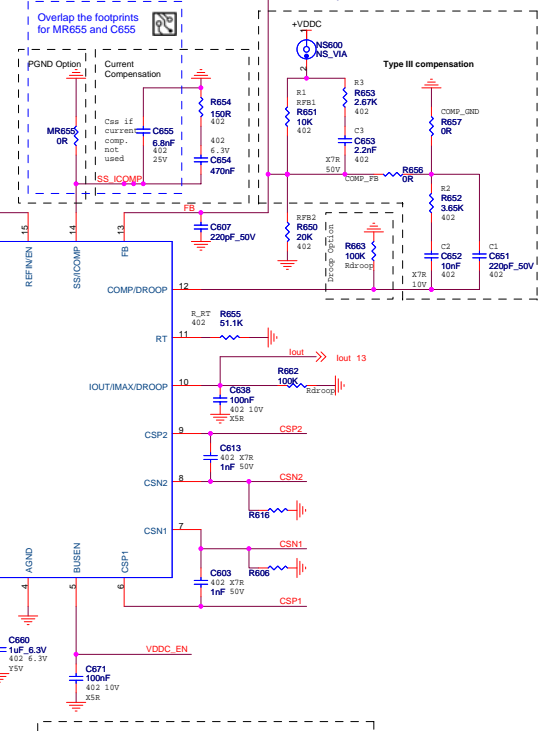 Overlap the footprints
for MR655 and C655
+VDDC
NS600
NS_VIA
2
Type III compensation
PGND Option
Current
Compensation
R654
150R
402
Css if
current
comp.
not
used
C655
6.8nF
402
25V
MR655
0R
402
6.3V
C654
470nF
SS_ICOMP
R1
RFB1
R651
10K
402
R3
R653
2.67K
402
C3
C653
2.2nF
402
X7R
50V
COMP_FB
R656
0R
COMP_GND
R657
0R
R2
R652
3.65K
402
C2
C652
10nF
402
X7R
10V
C1
C651
220pF_50V
402
FB
C607
220pF_50V
RFB2
R650
20K
402
Droop Option
R663
100K
Rdroop
15
14
13
REFIN/EN
SS/ICOMP
FB
COMP/DROOP
12
R_RT
402
R655
51.1K
RT
11
Iout
Iout 13
R662
100K
Rdroop
IOUT/IMAX/DROOP
10
C638
100nF
402 10V
X5R
CSP2
9
CSP2
C613
402 X7R
1nF 50V
CSN2
8
CSN2
R616
CSN1
7
CSN1
R606
C603
402 X7R
1nF 50V
CSP1
AGND
BUSEN
CSP1
4
5
6
C660
1uF_6.3V
402 6.3V
Y5V
VDDC_EN
C671
100nF
402 10V
X5R